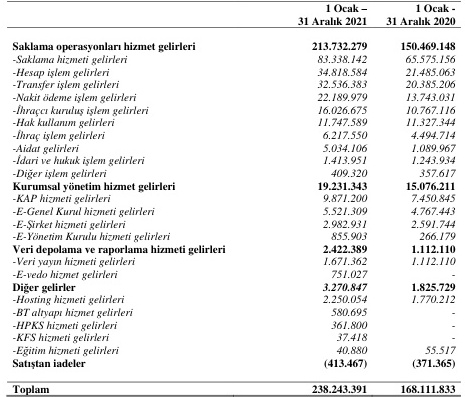 1 Ocak – 1 Ocak -
31 Aralık 2021 31 Aralık 2020
Saklama operasyonları hizmet gelirleri 213.732.279 150.469.148
-Saklama hizmeti gelirleri 83.338.142 65.575.156
-Hesap işlem gelirleri 34.818.584 21.485.063
-Transfer işlem gelirleri 32.536.383 20.385.206
-Nakit ödeme işlem gelirleri 22.189.979 13.743.031
-İhraçcı kuruluş işlem gelirleri 16.026.675 10.767.116
-Hak kullanım gelirleri 11.747.589 11.327.344
-İhraç işlem gelirleri 6.217.550 4.494.714
-Aidat gelirleri 5.034.106 1.089.967
-İdari ve hukuk işlem gelirleri 1.413.951 1.243.934
-Diğer işlem gelirleri 409.320 357.617
Kurumsal yönetim hizmet gelirleri 19.231.343 15.076.211
-KAP hizmeti gelirleri 9.871.200 7.450.845
-E-Genel Kurul hizmeti gelirleri 5.521.309 4.767.443
-E-Şirket hizmeti gelirleri 2.982.931 2.591.744
-E-Yönetim Kurulu hizmeti gelirleri 855.903 266.179
Veri depolama ve raporlama hizmeti gelirleri 2.422.389 1.112.110
-Veri yayın hizmeti gelirleri 1.671.362 1.112.110
-E-vedo hizmet gelirleri 751.027 -
Diğer gelirler 3.270.847 1.825.729
-Hosting hizmeti gelirleri 2.250.054 1.770.212
-BT altyapı hizmet gelirleri 580.695 -
-HPKS hizmeti gelirleri 361.800 -
-KFS hizmeti gelirleri 37.418 -
-Eğitim hizmeti gelirleri 40.880 55.517
Satıştan iadeler (413.467) (371.365)
Toplam 238.243.391 168.111.833